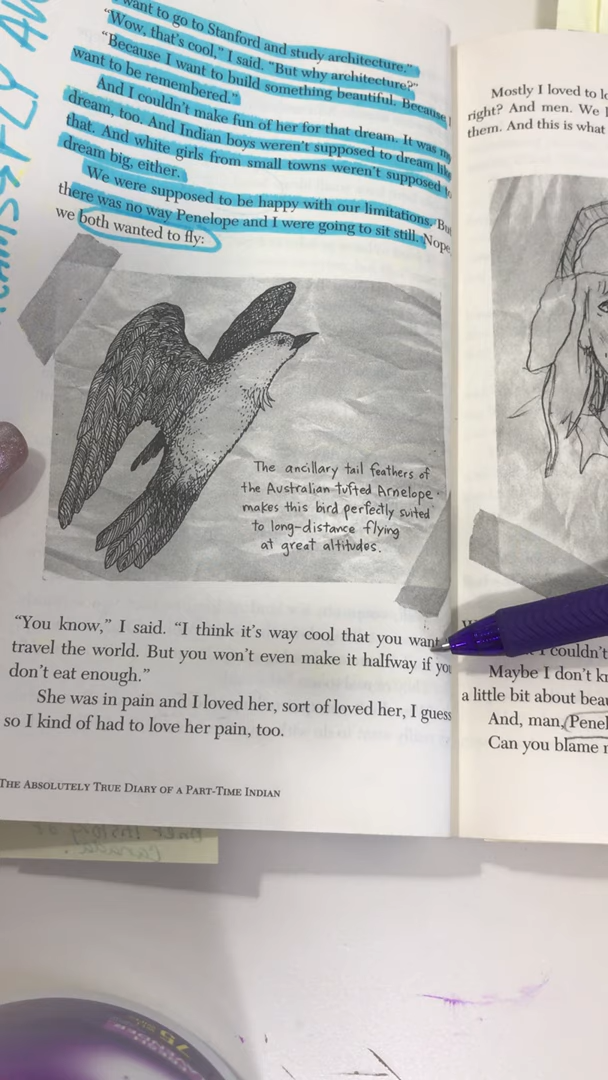 want to go to Stanford and study architecture."
"Wow, that's cool," I said. "But why architecture?"
"Because I want to build something beautiful. Because I
want to be remembered."
And I couldn't make fun of her for that dream. It was my
dream, too. And Indian boys weren't supposed to dream like
that. And white girls from small towns weren't supposed to
dream big, either.
We were supposed to be happy with our limitations. But
there was no way Penelope and I were going to sit still. Nope,
we both wanted to fly:
The ancillary tail feathers of
the Australian tufted Arnelope
makes this bird perfectly suited
to long-distance flying
at great altitudes.
"You know," I said. "I think it's way cool that you want
travel the world. But you won't even make it halfway if you
don't eat enough."
She was in pain and I loved her, sort of loved her, I guess
so I kind of had to love her pain, too.
THE ABSOLUTELY TRUE DIARY OF A PART-TIME INDIAN
Mostly I loved to
right? And men. We
them. And this is what
I couldn't
Maybe I don't
a little bit about
And, man,
Can you blame
FLY
Canada.
75